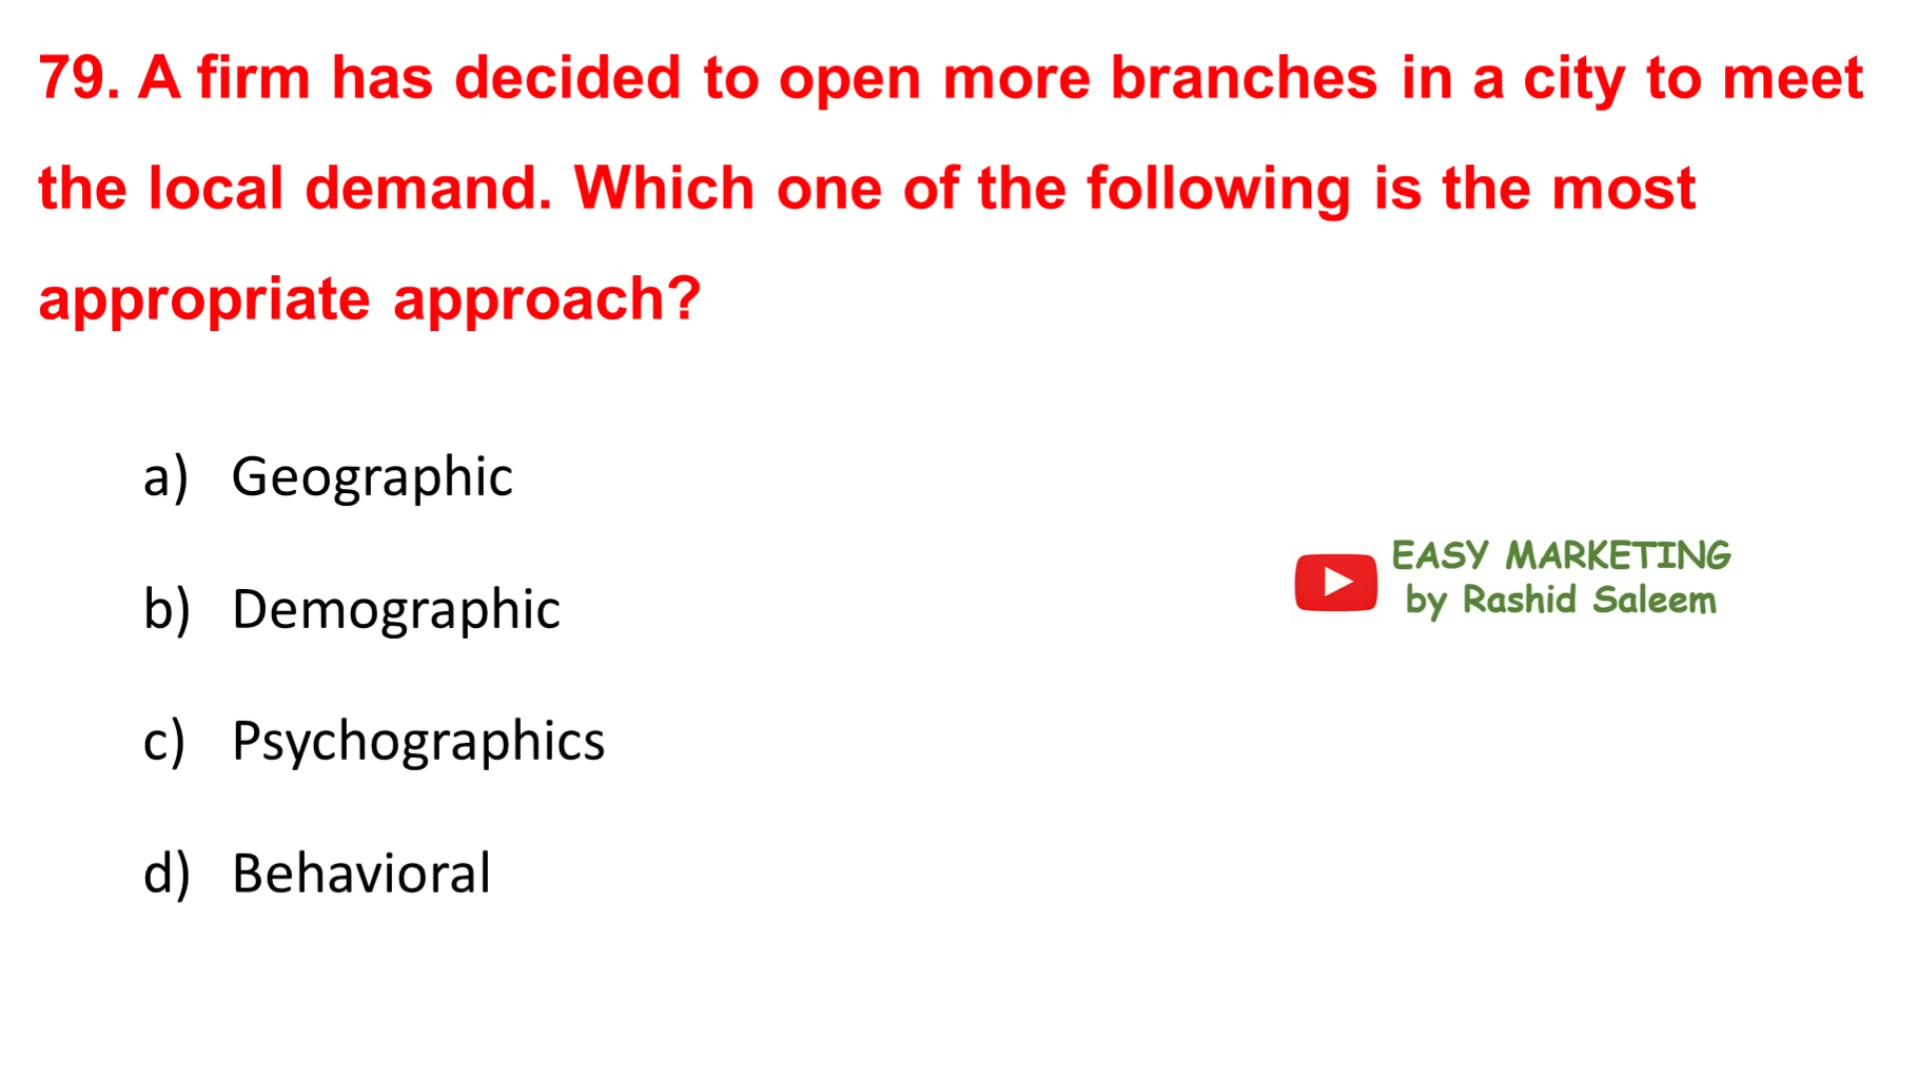 79. A firm has decided to open more branches in a city to meet
the local demand. Which one of the following is the most
appropriate approach?
a) Geographic
b) Demographic
c) Psychographics
d) Behavioral
EASY MARKETING
by Rashid Saleem